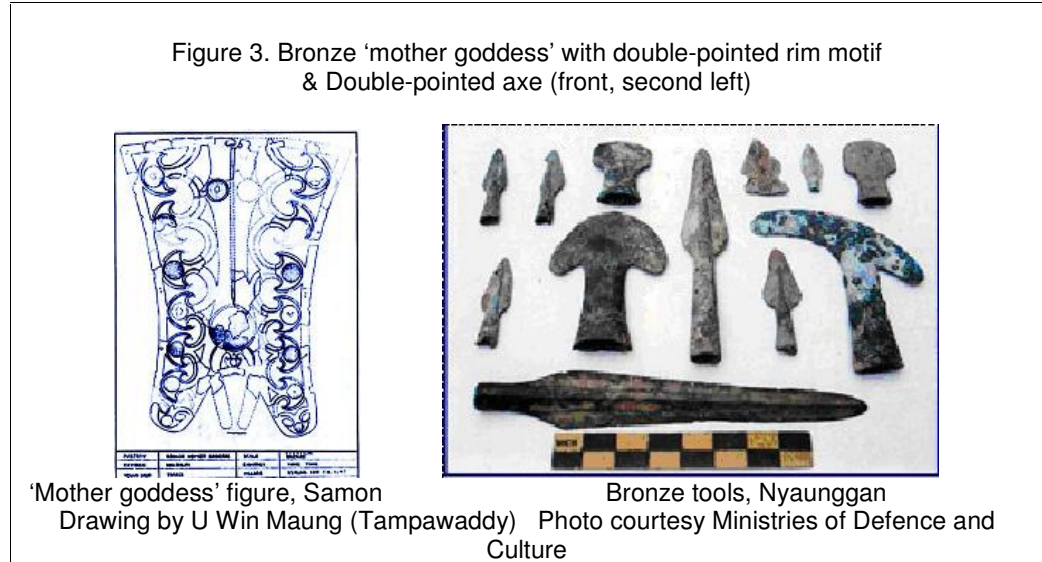 Figure 3. Bronze ‘mother goddess’ with double-pointed rim motif
& Double-pointed axe (front, second left)
‘Mother goddess’ figure, Samon
Bronze tools, Nyaunggan
Drawing by U Win Maung (Tampawaddy) Photo courtesy Ministries of Defence and
Culture